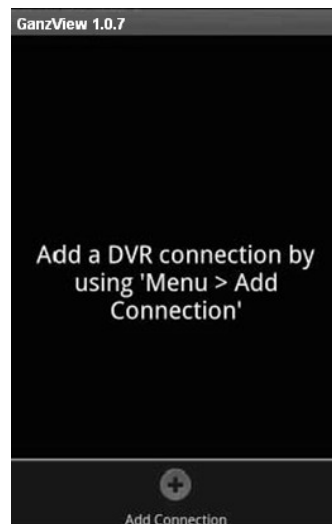 GanzView 1.0.7
Add a DVR connection by
using 'Menu > Add
Connection'
Add Connection